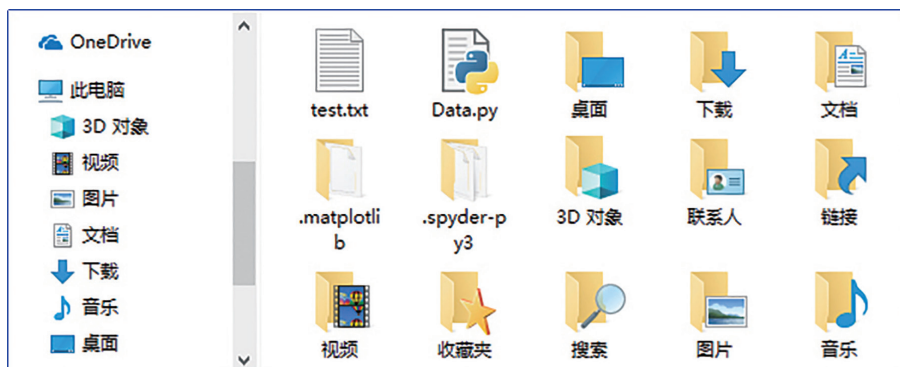 OneDrive
此电脑
3D 对象
视频
图片
文档
下载
音乐
桌面
test.txt
Data.py
桌面
下载
文档
.matplotli
b
.spyder-p
y3
3D 对象
联系人
链接
视频
收藏夹
搜索
图片
音乐